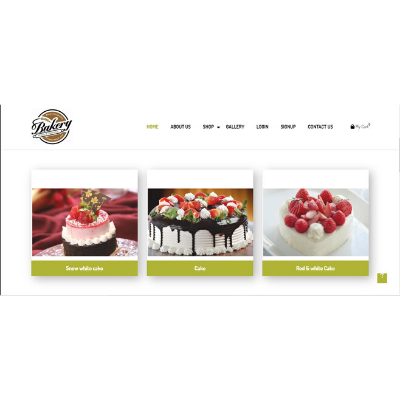 Bakery
HOME ABOUT US SHOP GALLERY LOGIN SIGNUP CONTACT US My Cart
Snow white cake Cake Red & white Cake